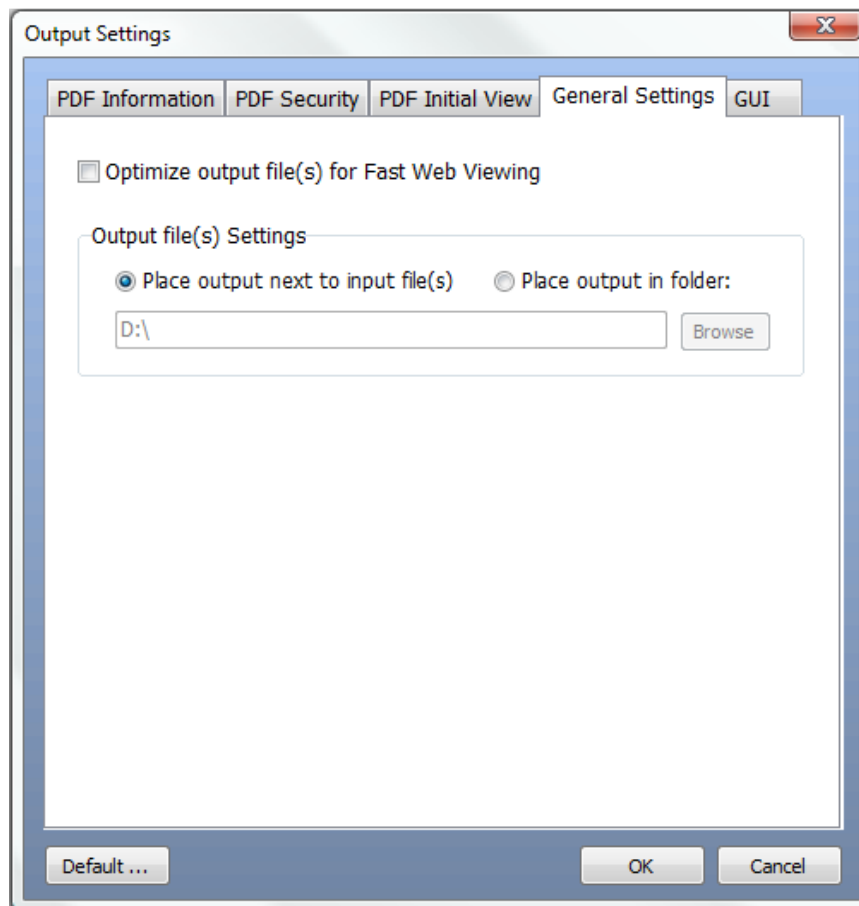 Output Settings
PDF Information PDF Security PDF Initial View General Settings GUI
Optimize output file(s) for Fast Web Viewing
Output file(s) Settings
Place output next to input file(s) Place output in folder:
D:\ Browse
Default ... OK Cancel